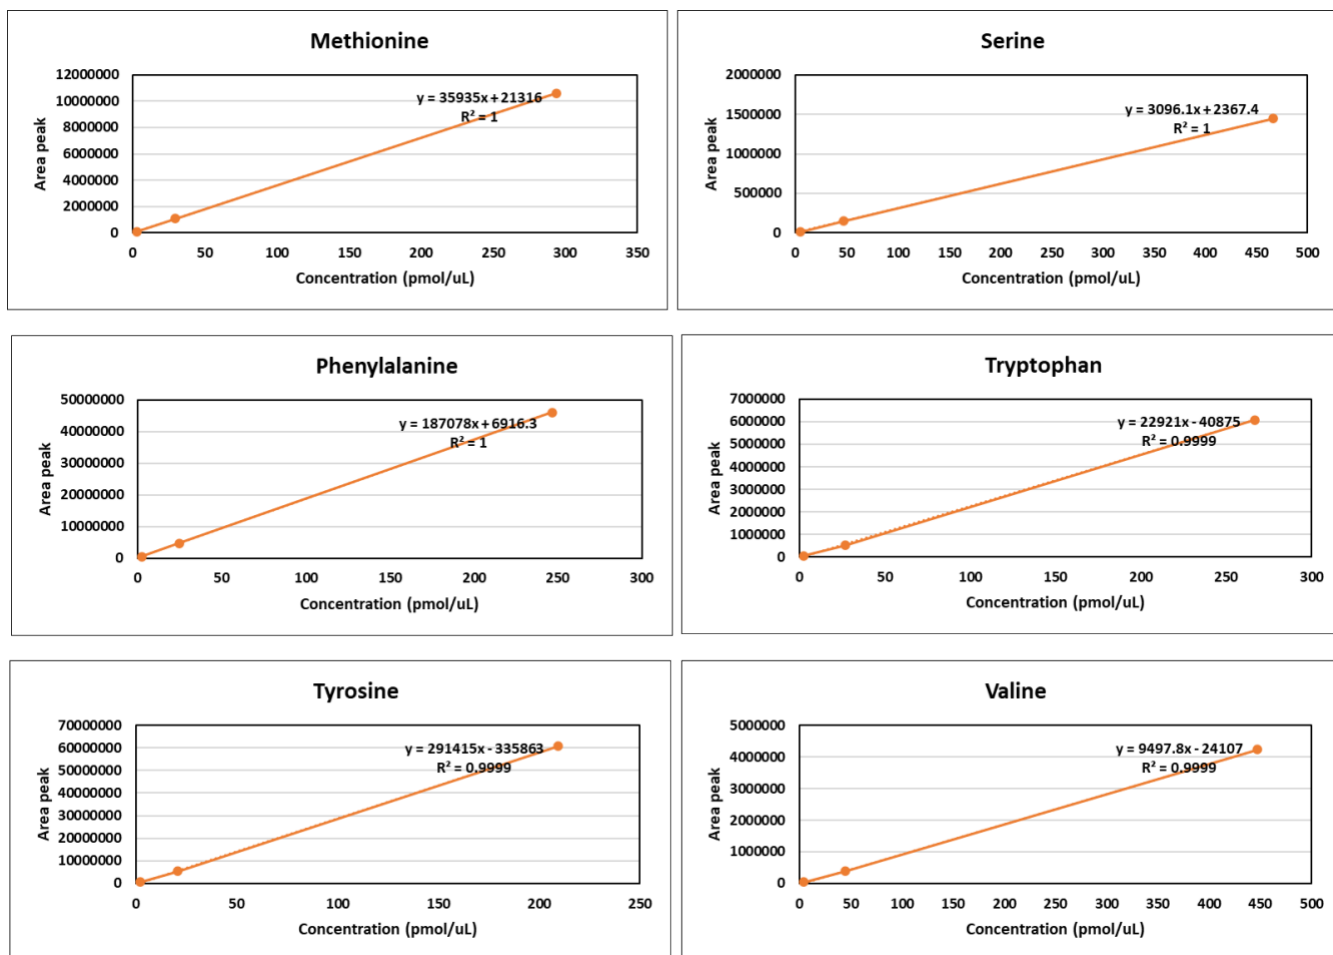 Methionine
12000000
10000000
8000000
6000000
4000000
2000000
0
Area peak
y = 35935x + 21316
R² = 1
0 50 100 150 200 250 300 350
Concentration (pmol/uL)
Serine
2000000
1500000
1000000
500000
0
Area peak
y = 3096.1x + 2367.4
R² = 1
0 50 100 150 200 250 300 350 400 450 500
Concentration (pmol/uL)
Phenylalanine
50000000
40000000
30000000
20000000
10000000
0
Area peak
y = 187078x + 6916.3
R² = 1
0 50 100 150 200 250 300
Concentration (pmol/uL)
Tryptophan
7000000
6000000
5000000
4000000
3000000
2000000
1000000
0
Area peak
y = 22921x - 40875
R² = 0.9999
0 50 100 150 200 250 300
Concentration (pmol/uL)
Tyrosine
70000000
60000000
50000000
40000000
30000000
20000000
10000000
0
Area peak
y = 291415x - 335863
R² = 0.9999
0 50 100 150 200 250
Concentration (pmol/uL)
Valine
5000000
4000000
3000000
2000000
1000000
0
Area peak
y = 9497.8x - 24107
R² = 0.9999
0 50 100 150 200 250 300 350 400 450 500
Concentration (pmol/uL)